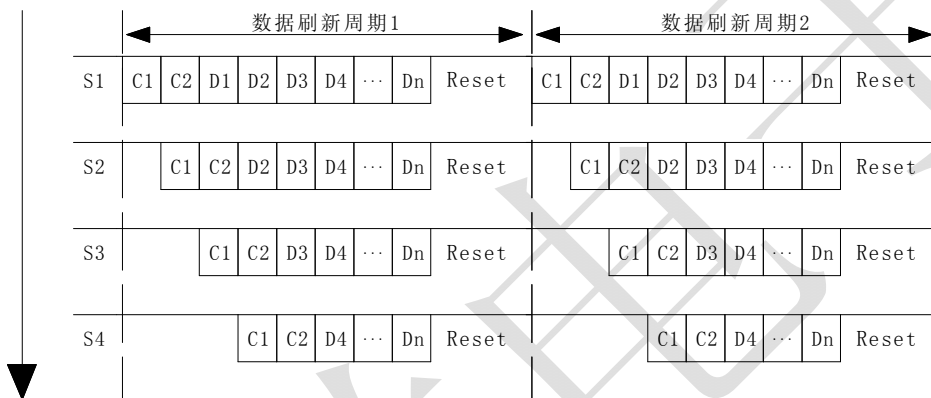 数据刷新周期1 数据刷新周期2
S1 C1 C2 D1 D2 D3 D4 ··· Dn Reset C1 C2 D1 D2 D3 D4 ··· Dn Reset
S2 C1 C2 D2 D3 D4 ··· Dn Reset C1 C2 D2 D3 D4 ··· Dn Reset
S3 C1 C2 D3 D4 ··· Dn Reset C1 C2 D3 D4 ··· Dn Reset
S4 C1 C2 D4 ··· Dn Reset C1 C2 D4 ··· Dn Reset